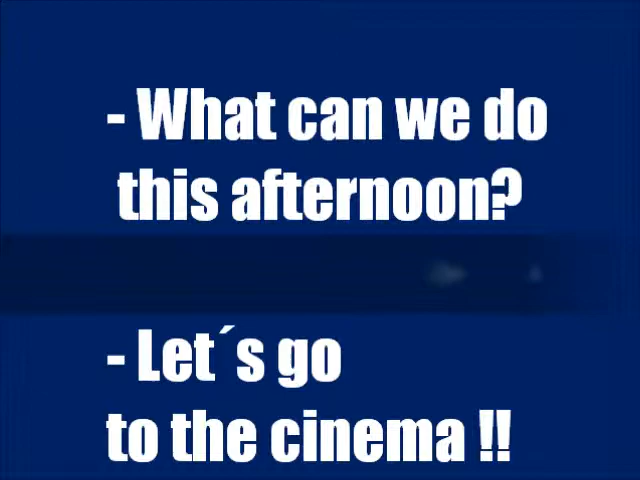 - What can we do
this afternoon?
- Let´s go
to the cinema !!